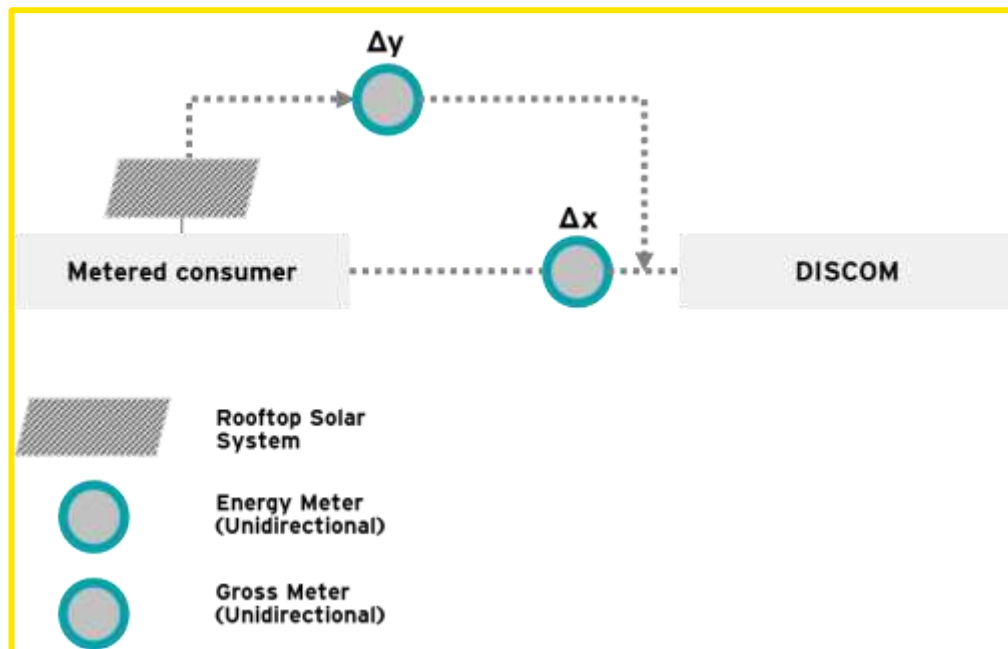 Δy
Δx
Metered consumer
DISCOM
Rooftop Solar
System
Energy Meter
(Unidirectional)
Gross Meter
(Unidirectional)